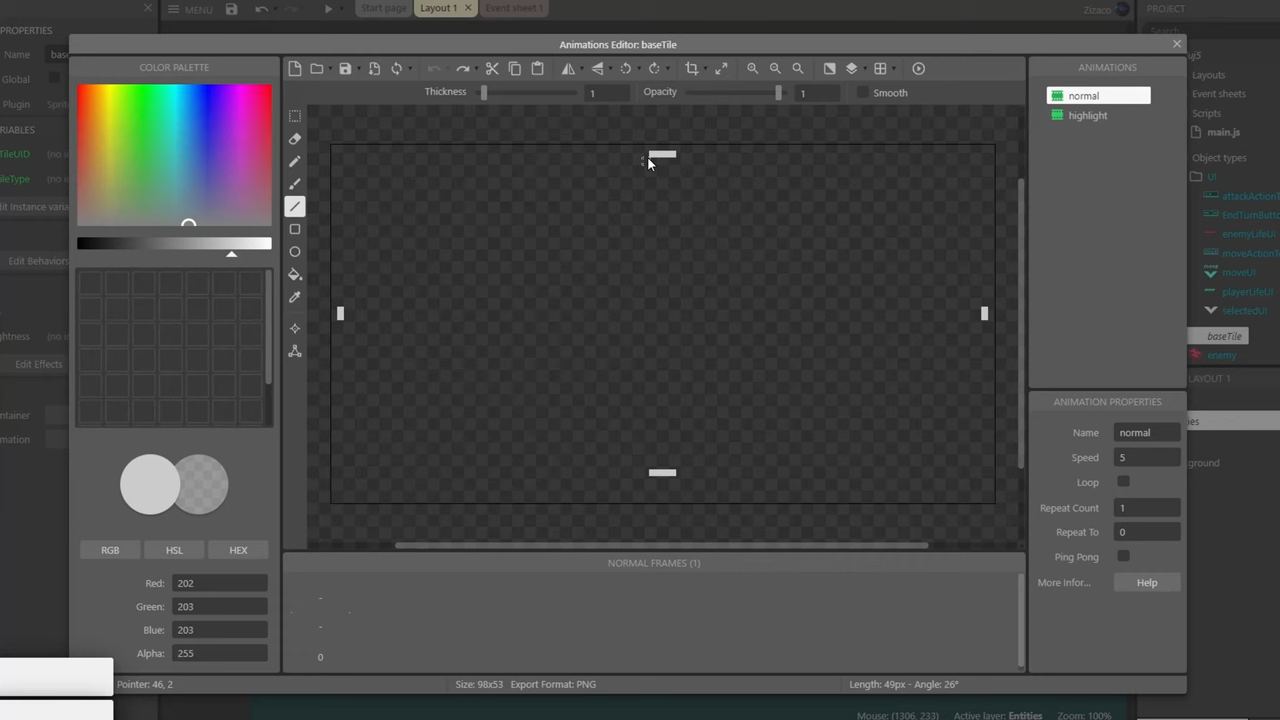 MENU
Start page
Layout 1
Event sheet 1
Zizaco
PROJECT
Animations Editor: baseTile
PROPERTIES
Name
Global
Plugin
Edit Behaviors
Edit Effects
COLOR PALETTE
Thickness
1
Opacity
1
Smooth
RGB
HSL
HEX
Red:
202
Green:
203
Blue:
203
Alpha:
255
NORMAL FRAMES (1)
0
Pointer: 46, 2
Size: 98x53
Export Format: PNG
Length: 49px - Angle: 26°
ANIMATIONS
normal
highlight
ANIMATION PROPERTIES
Name
normal
Speed
5
Loop
Repeat Count
1
Repeat To
0
Ping Pong
More Infor...
Help
Layouts
Event sheets
Scripts
main.js
Object types
UI
attackActionT
EndTurnButto
enemyLifeUI
moveActionTe
moveUI
playerLifeUI
selectedUI
baseTile
enemy
LAYOUT 1
Mouse: (1306, 233)
Active layer: Entities
Zoom: 100%